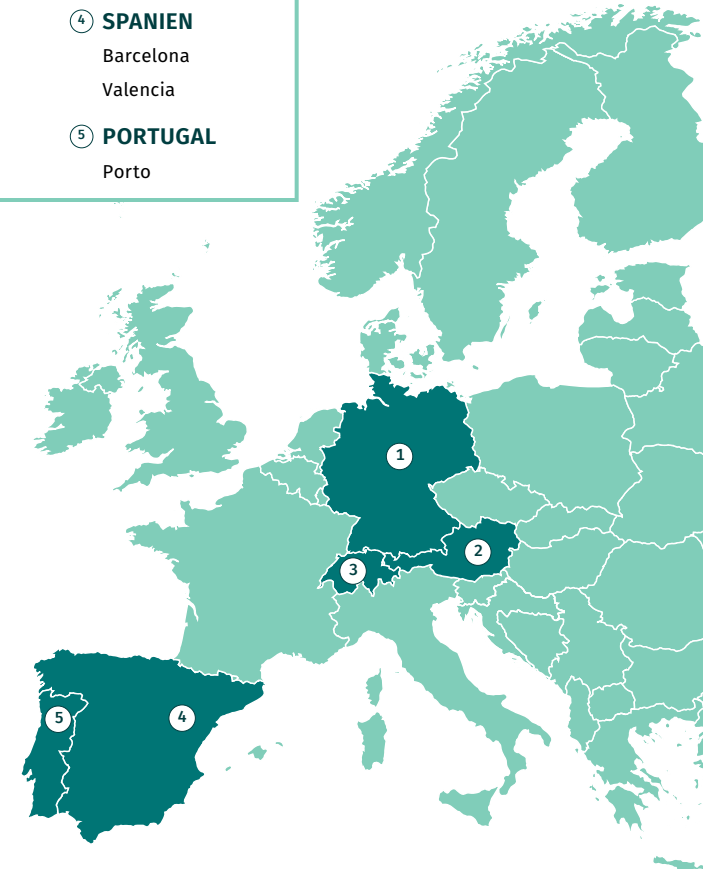 4 SPANIEN
Barcelona
Valencia
5 PORTUGAL
Porto
1
2
3
5
4